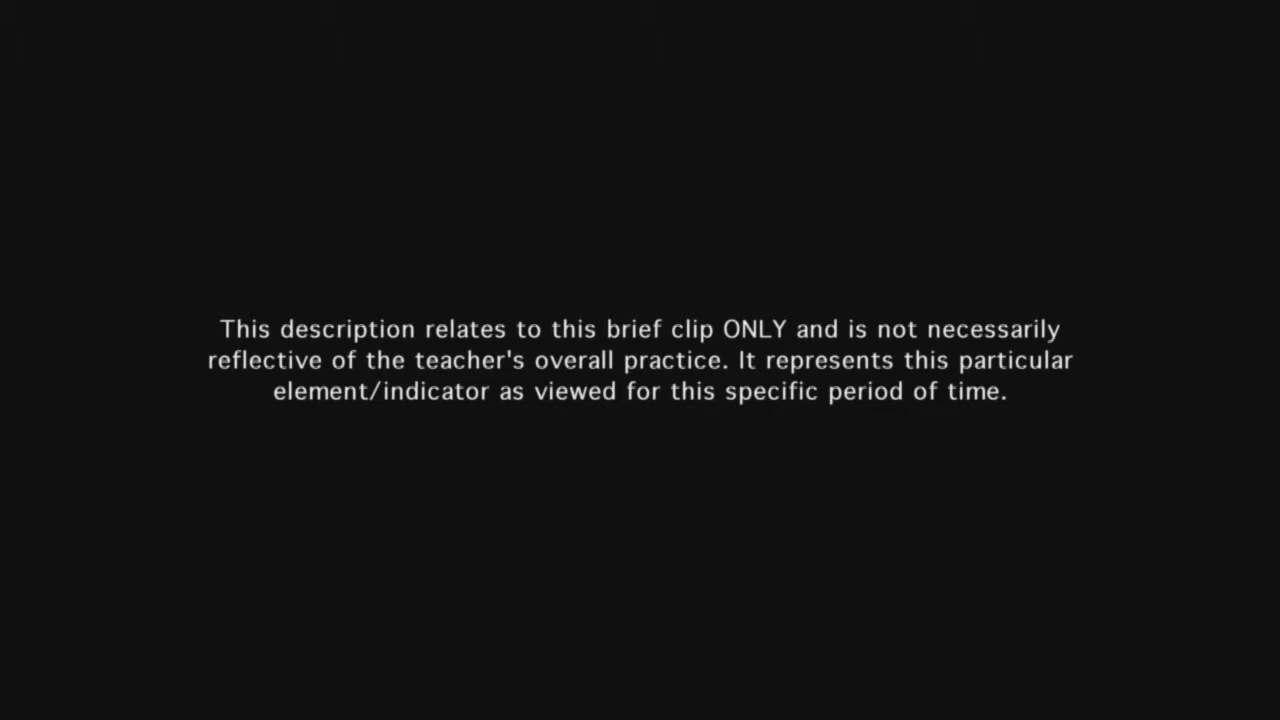 This description relates to this brief clip ONLY and is not necessarily
reflective of the teacher's overall practice. It represents this particular
element/indicator as viewed for this specific period of time.